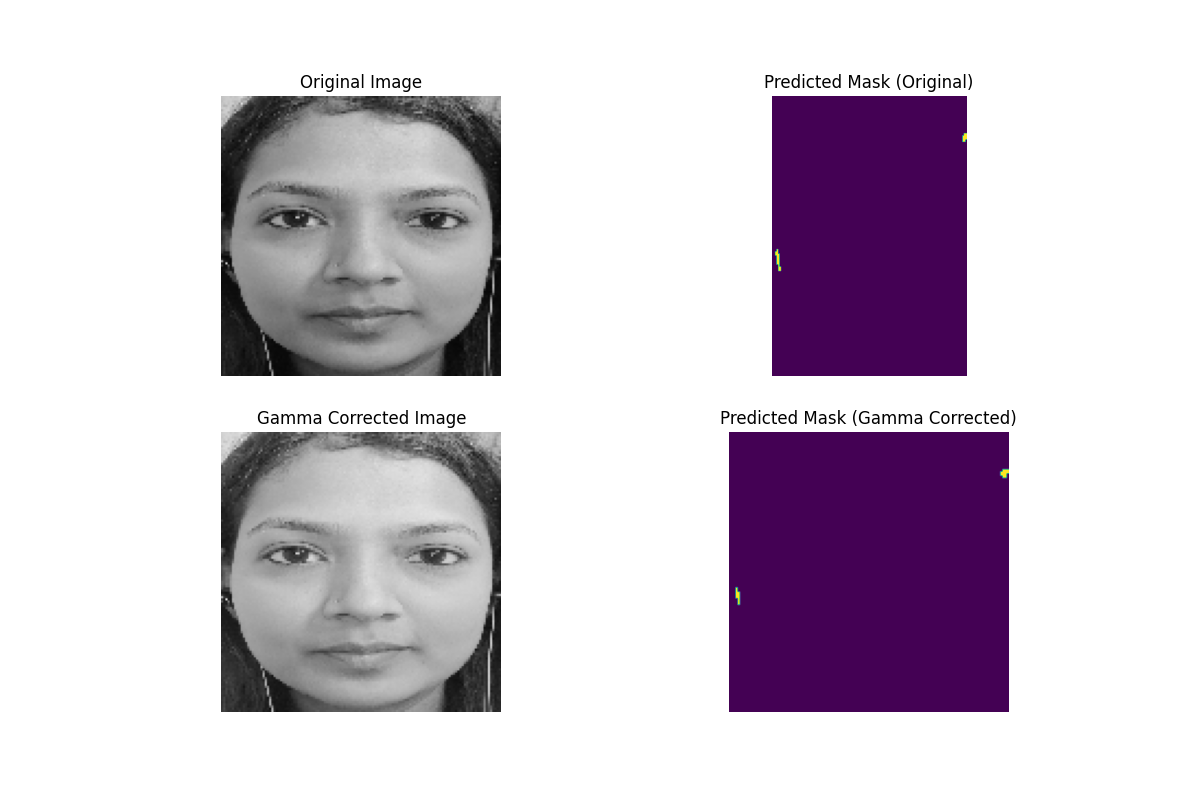 Original Image
Predicted Mask (Original)
Gamma Corrected Image
Predicted Mask (Gamma Corrected)